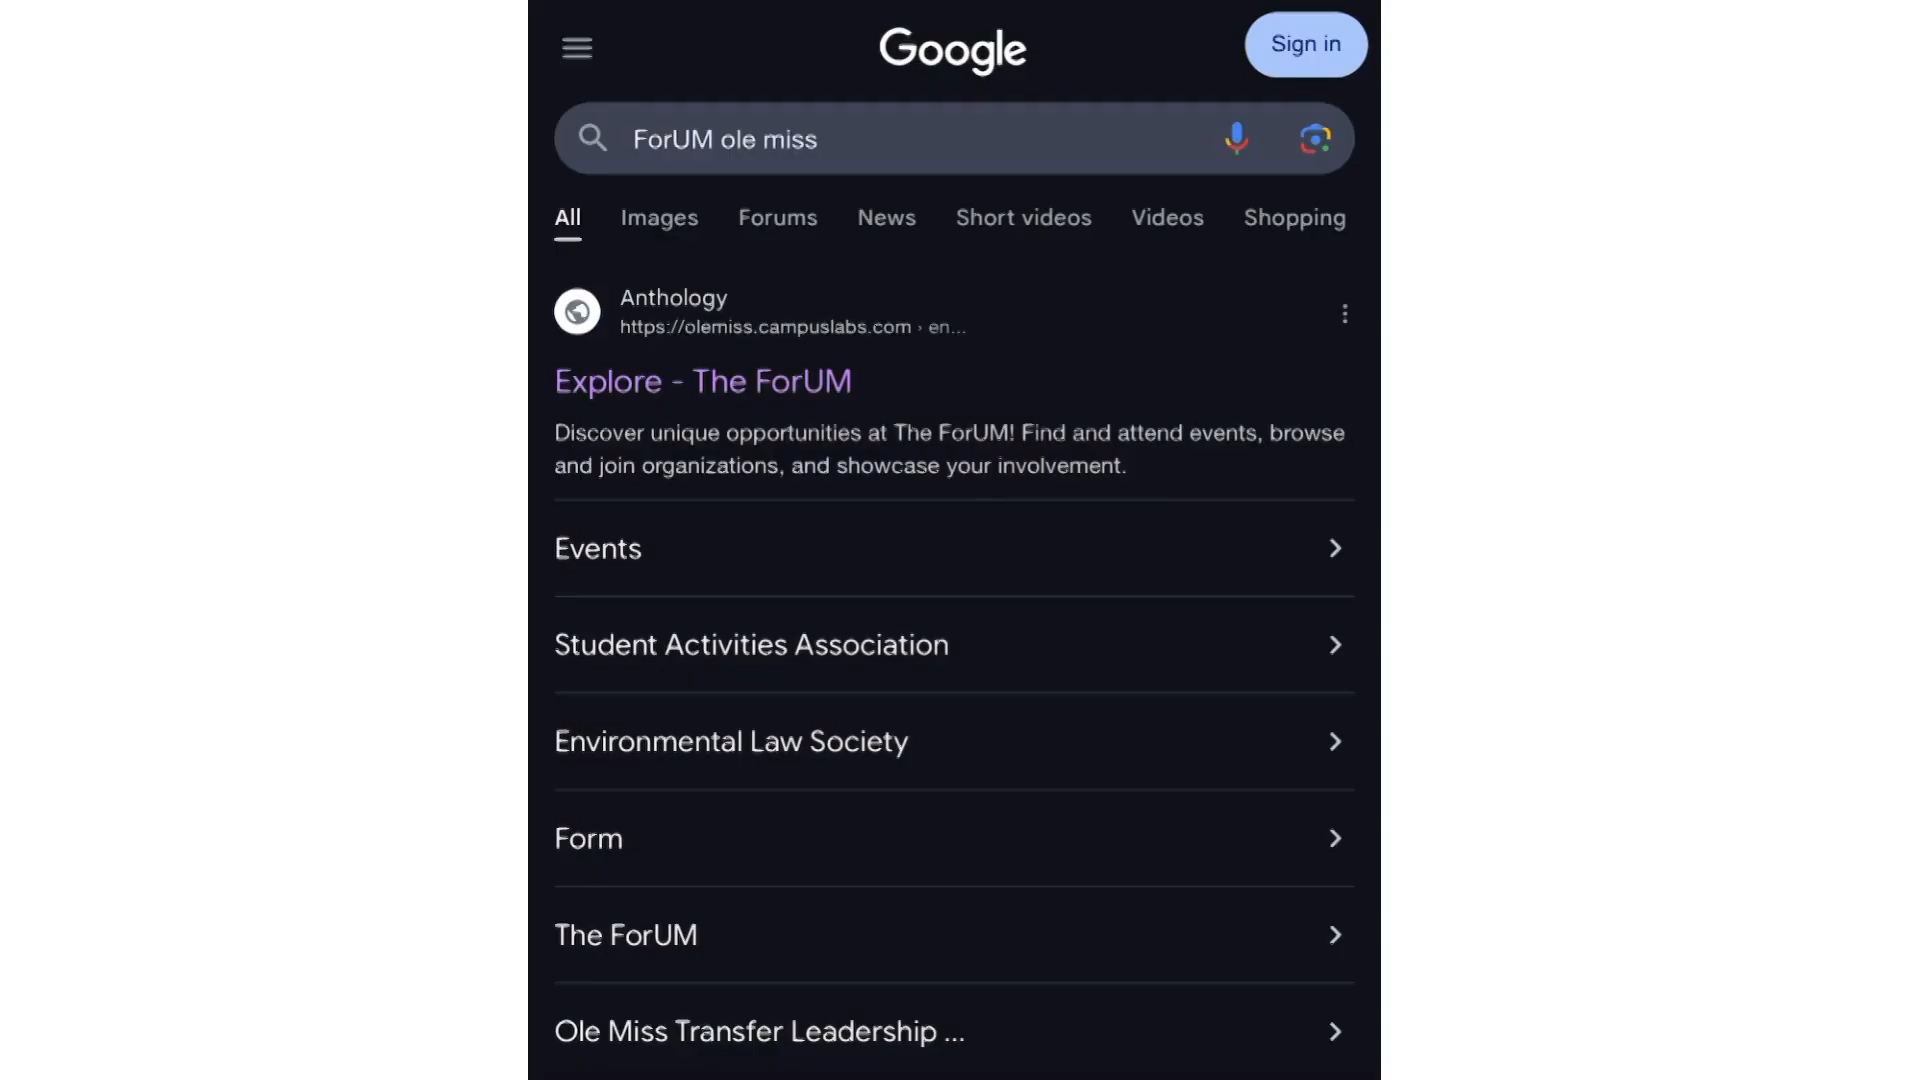 Google
Sign in
ForUM ole miss
All Images Forums News Short videos Videos Shopping
Anthology
https://olemiss.campuslabs.com › en...
Explore - The ForUM
Discover unique opportunities at The ForUM! Find and attend events, browse
and join organizations, and showcase your involvement.
Events
Student Activities Association
Environmental Law Society
Form
The ForUM
Ole Miss Transfer Leadership ...